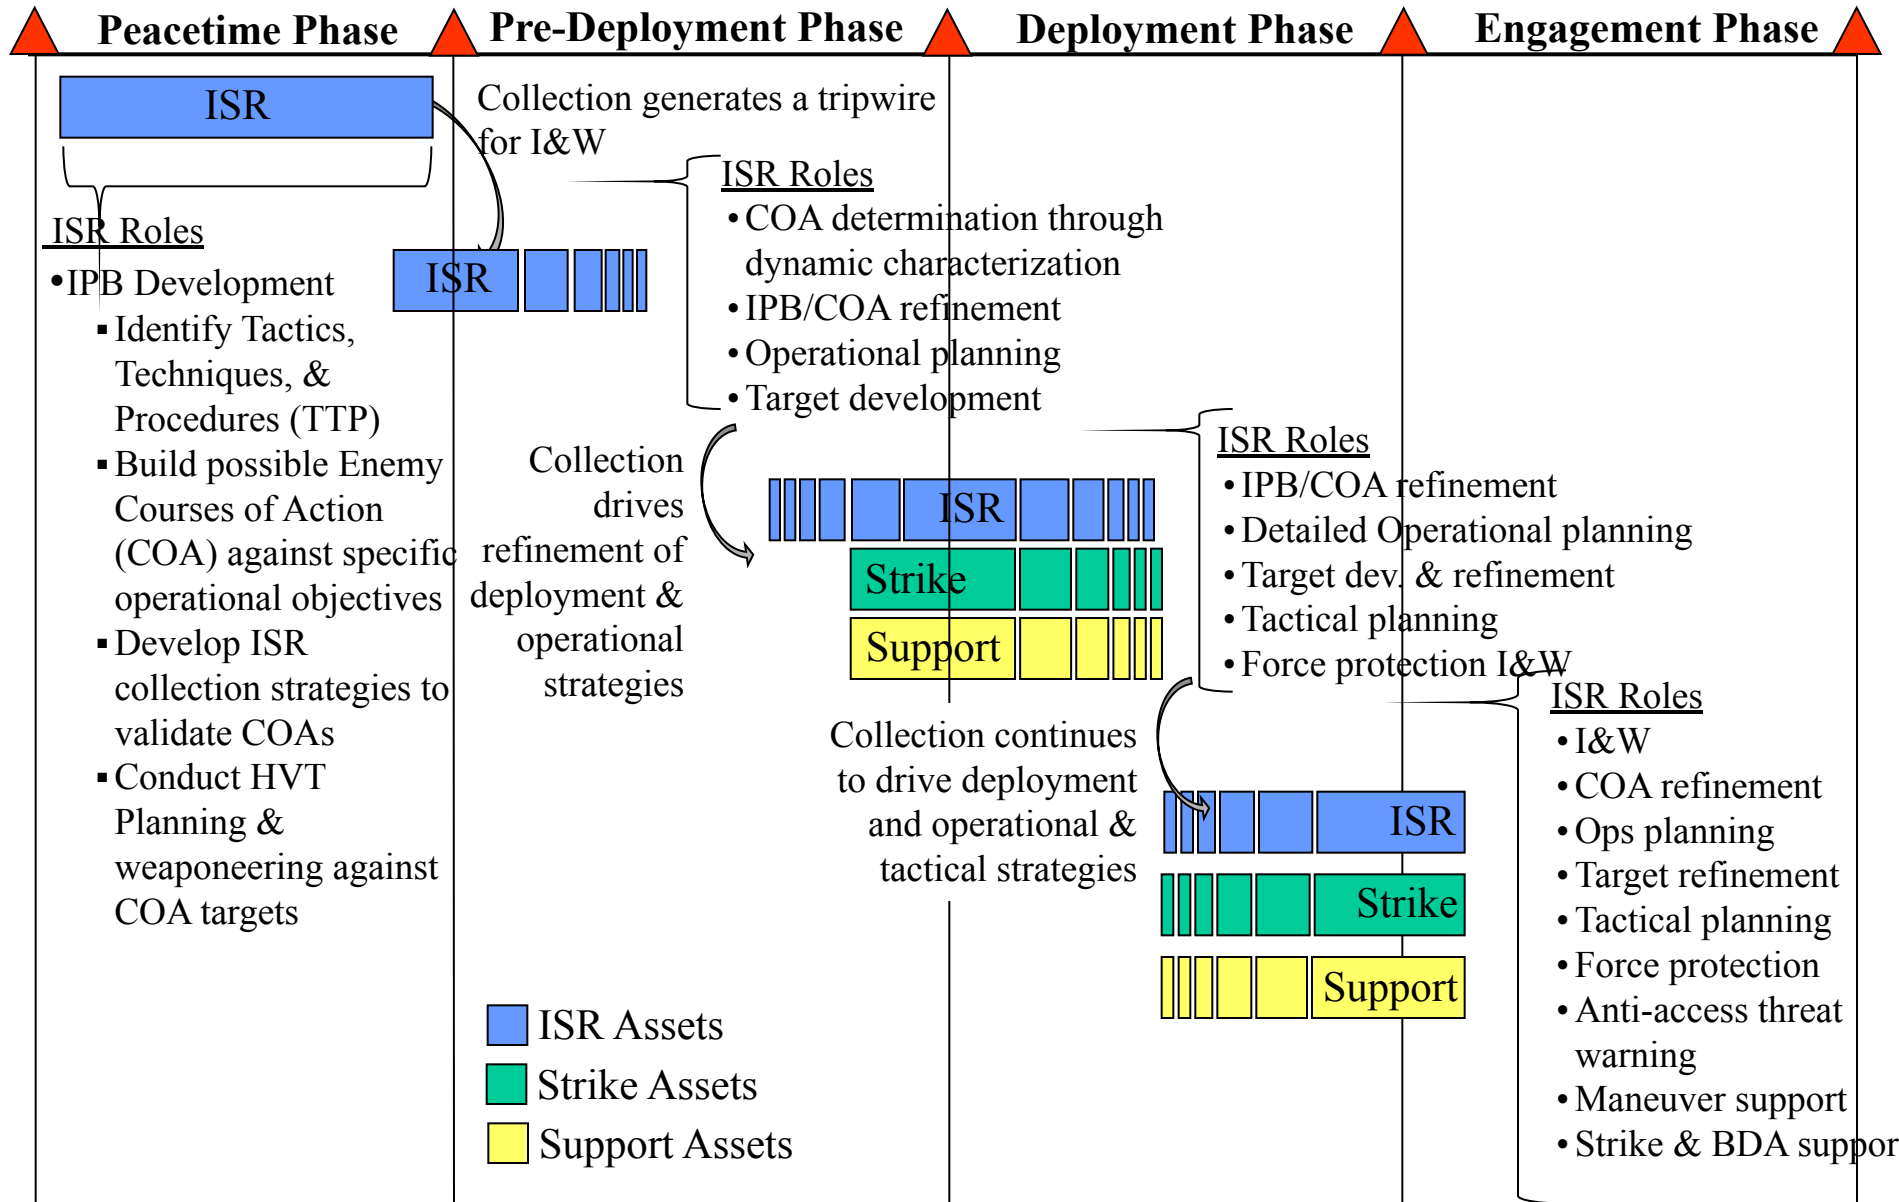 Peacetime Phase
Pre-Deployment Phase
Deployment Phase
Engagement Phase
ISR
Collection generates a tripwire
for I&W
ISR Roles
•IPB Development
▪Identify Tactics,
Techniques, &
Procedures (TTP)
▪Build possible Enemy
Courses of Action
(COA) against specific
operational objectives
▪Develop ISR
collection strategies to
validate COAs
▪Conduct HVT
Planning &
weaponeering against
COA targets
ISR
ISR Roles
•COA determination through
dynamic characterization
•IPB/COA refinement
•Operational planning
•Target development
Collection
drives
refinement of
deployment &
operational
strategies
ISR
Strike
Support
ISR Roles
•IPB/COA refinement
•Detailed Operational planning
•Target dev. & refinement
•Tactical planning
•Force protection I&W
Collection continues
to drive deployment
and operational &
tactical strategies
ISR
Strike
Support
ISR Roles
•I&W
•COA refinement
•Ops planning
•Target refinement
•Tactical planning
•Force protection
•Anti-access threat
warning
•Maneuver support
•Strike & BDA suppor
ISR Assets
Strike Assets
Support Assets